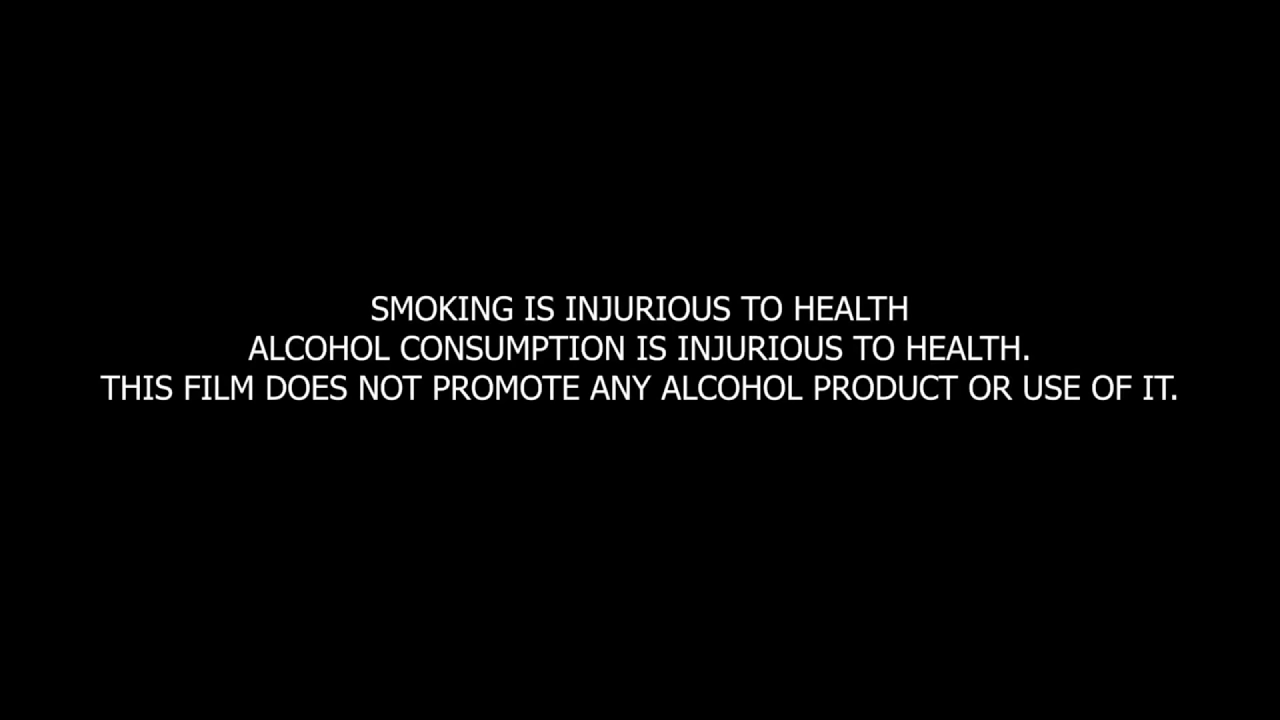 SMOKING IS INJURIOUS TO HEALTH
ALCOHOL CONSUMPTION IS INJURIOUS TO HEALTH.
THIS FILM DOES NOT PROMOTE ANY ALCOHOL PRODUCT OR USE OF IT.